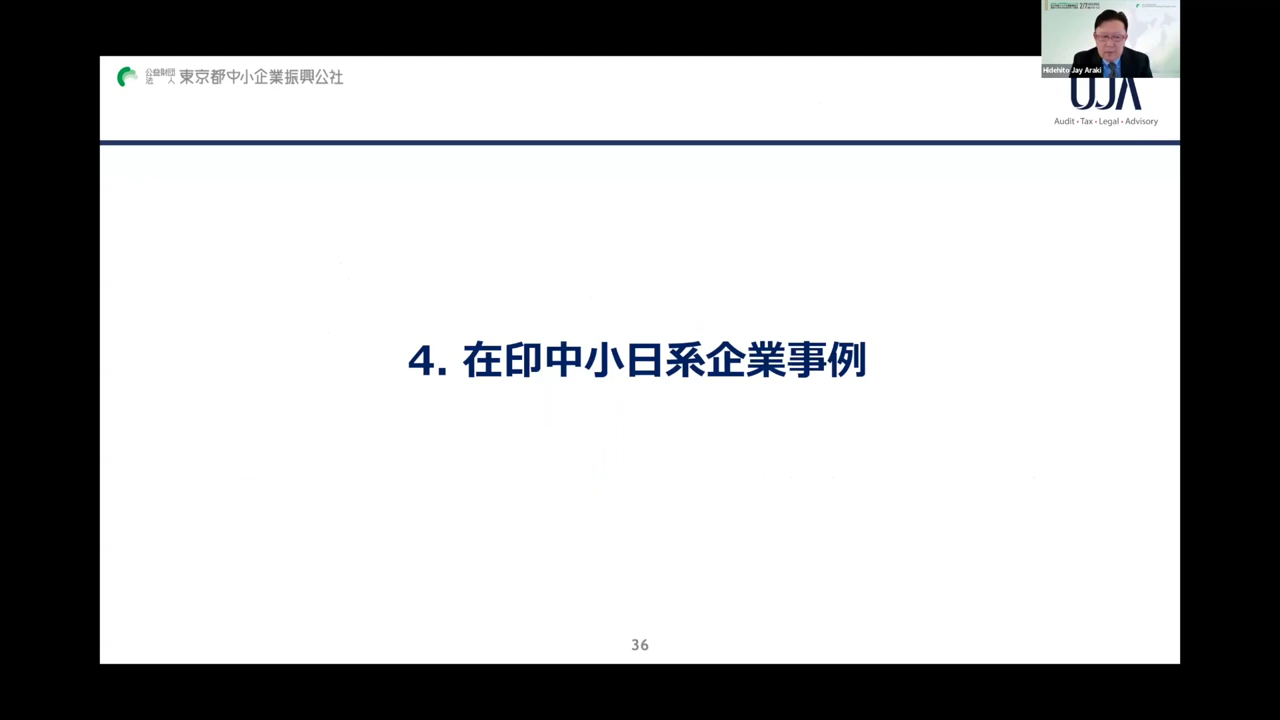 公益財団
法 人
東京都中小企業振興公社
Hidehito Jay Araki
UJA
Audit • Tax • Legal • Advisory
4. 在印中小日系企業事例
36